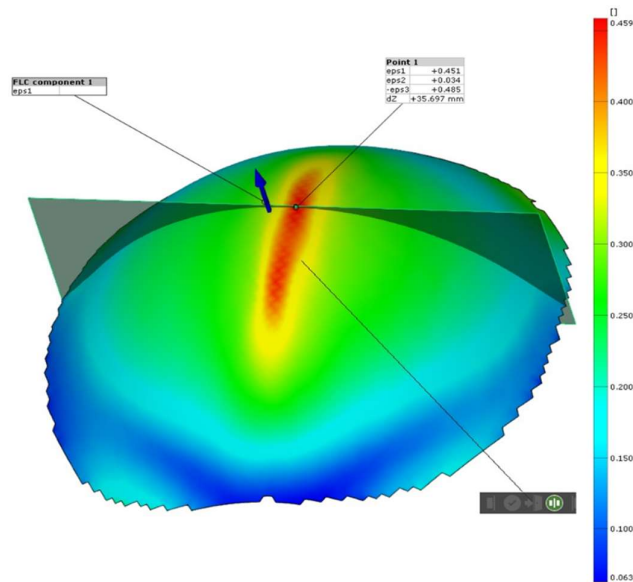 []
0.459
FLC component 1
eps1
Point 1
eps1 +0.451
eps2 +0.034
-eps3 +0.485
dZ +35.697 mm
0.400
0.350
0.300
0.250
0.200
0.150
0.100
0.063